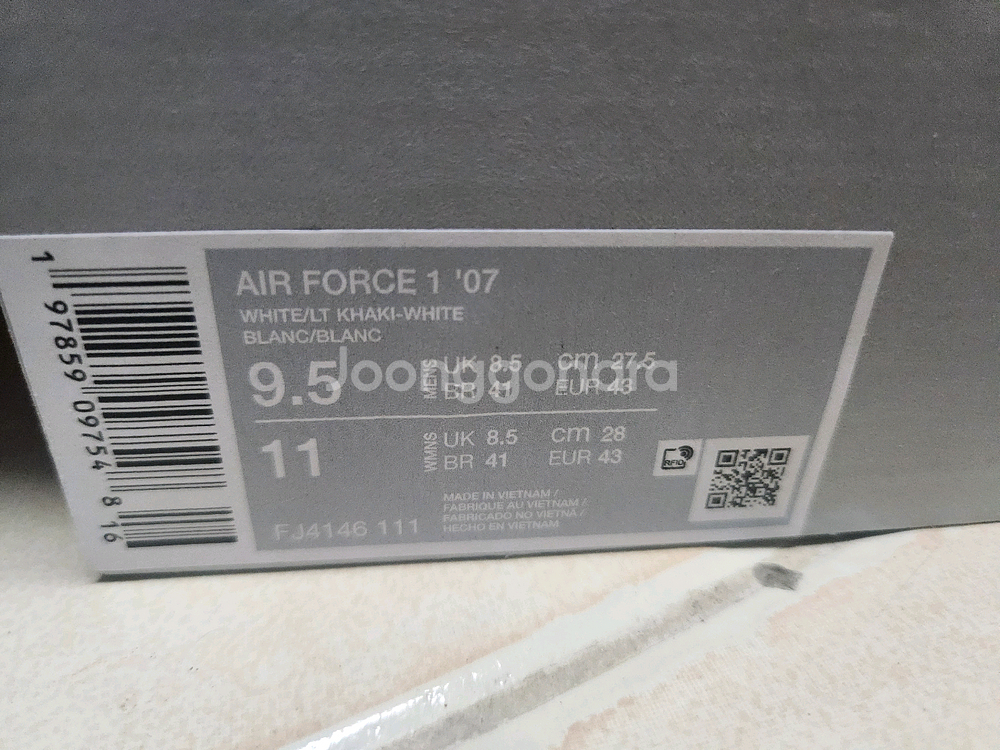 AIR FORCE 1 '07
WHITE/LT KHAKI-WHITE
BLANC/BLANC
9.5 MENS UK 8.5 cm 27.5
BR 41 EUR 43
joonggonara
11 WMNS UK 8.5 cm 28
BR 41 EUR 43
RFID
MADE IN VIETNAM /
FABRIQUE AU VIETNAM /
FABRICADO NO VIETNÃ /
HECHO EN VIETNAM
FJ4146 111
1 97859 09754 8 16